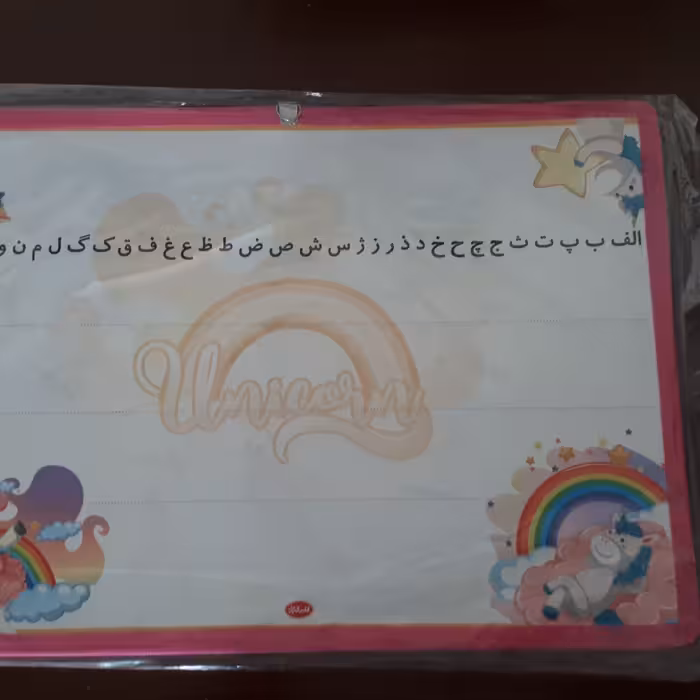 الف ب پ ت ث ج چ ح خ د ذ ر ز ژ س ش ص ض ط ظ ع غ ف ق ک گ ل م ن و
Unicorn